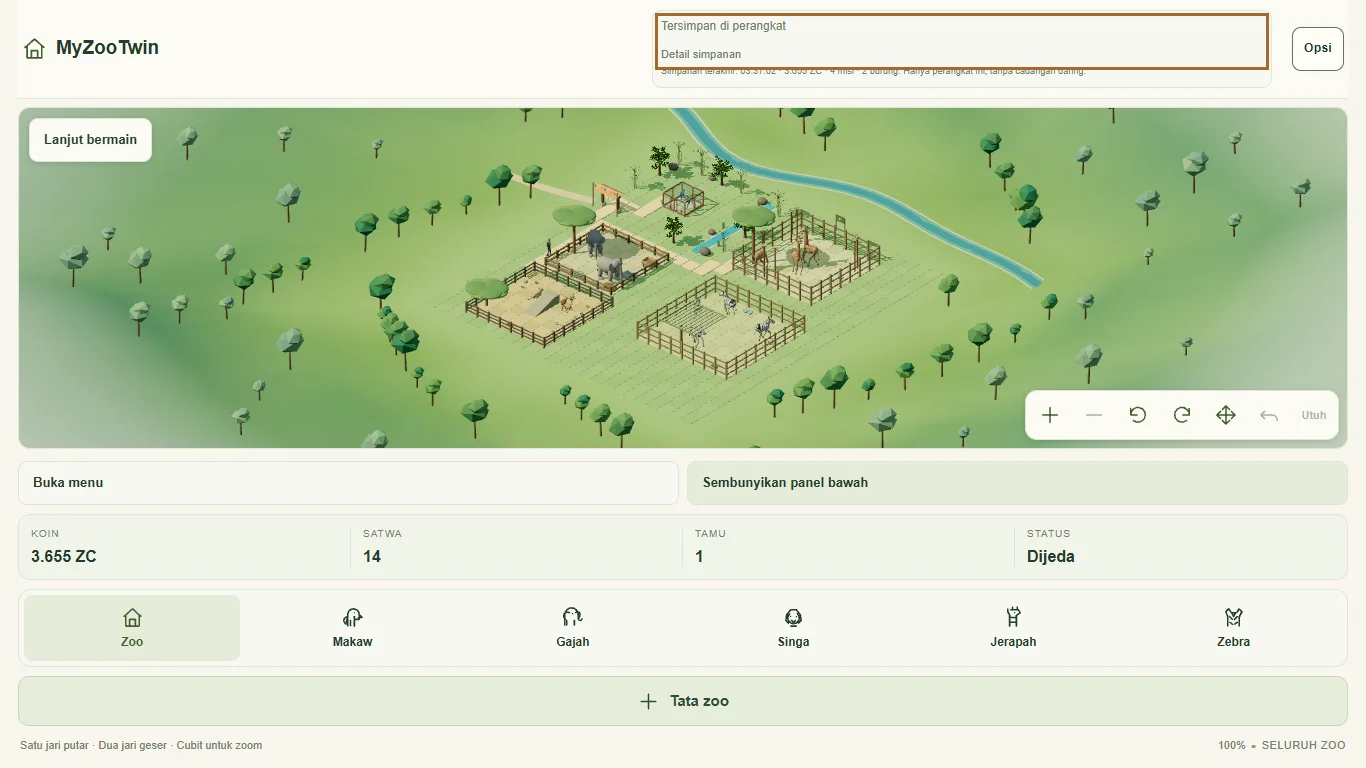 MyZooTwin
Tersimpan di perangkat
Detail simpanan
Simpanan terakhir: 03.37.02 · 3.655 ZC · 4 misi · 2 burung. Hanya perangkat ini, tanpa cadangan daring.
Opsi
Lanjut bermain
Utuh
Buka menu
Sembunyikan panel bawah
KOIN
3.655 ZC
SATWA
14
TAMU
1
STATUS
Dijeda
Zoo
Makaw
Gajah
Singa
Jerapah
Zebra
Tata zoo
Satu jari putar · Dua jari geser · Cubit untuk zoom
100% = SELURUH ZOO